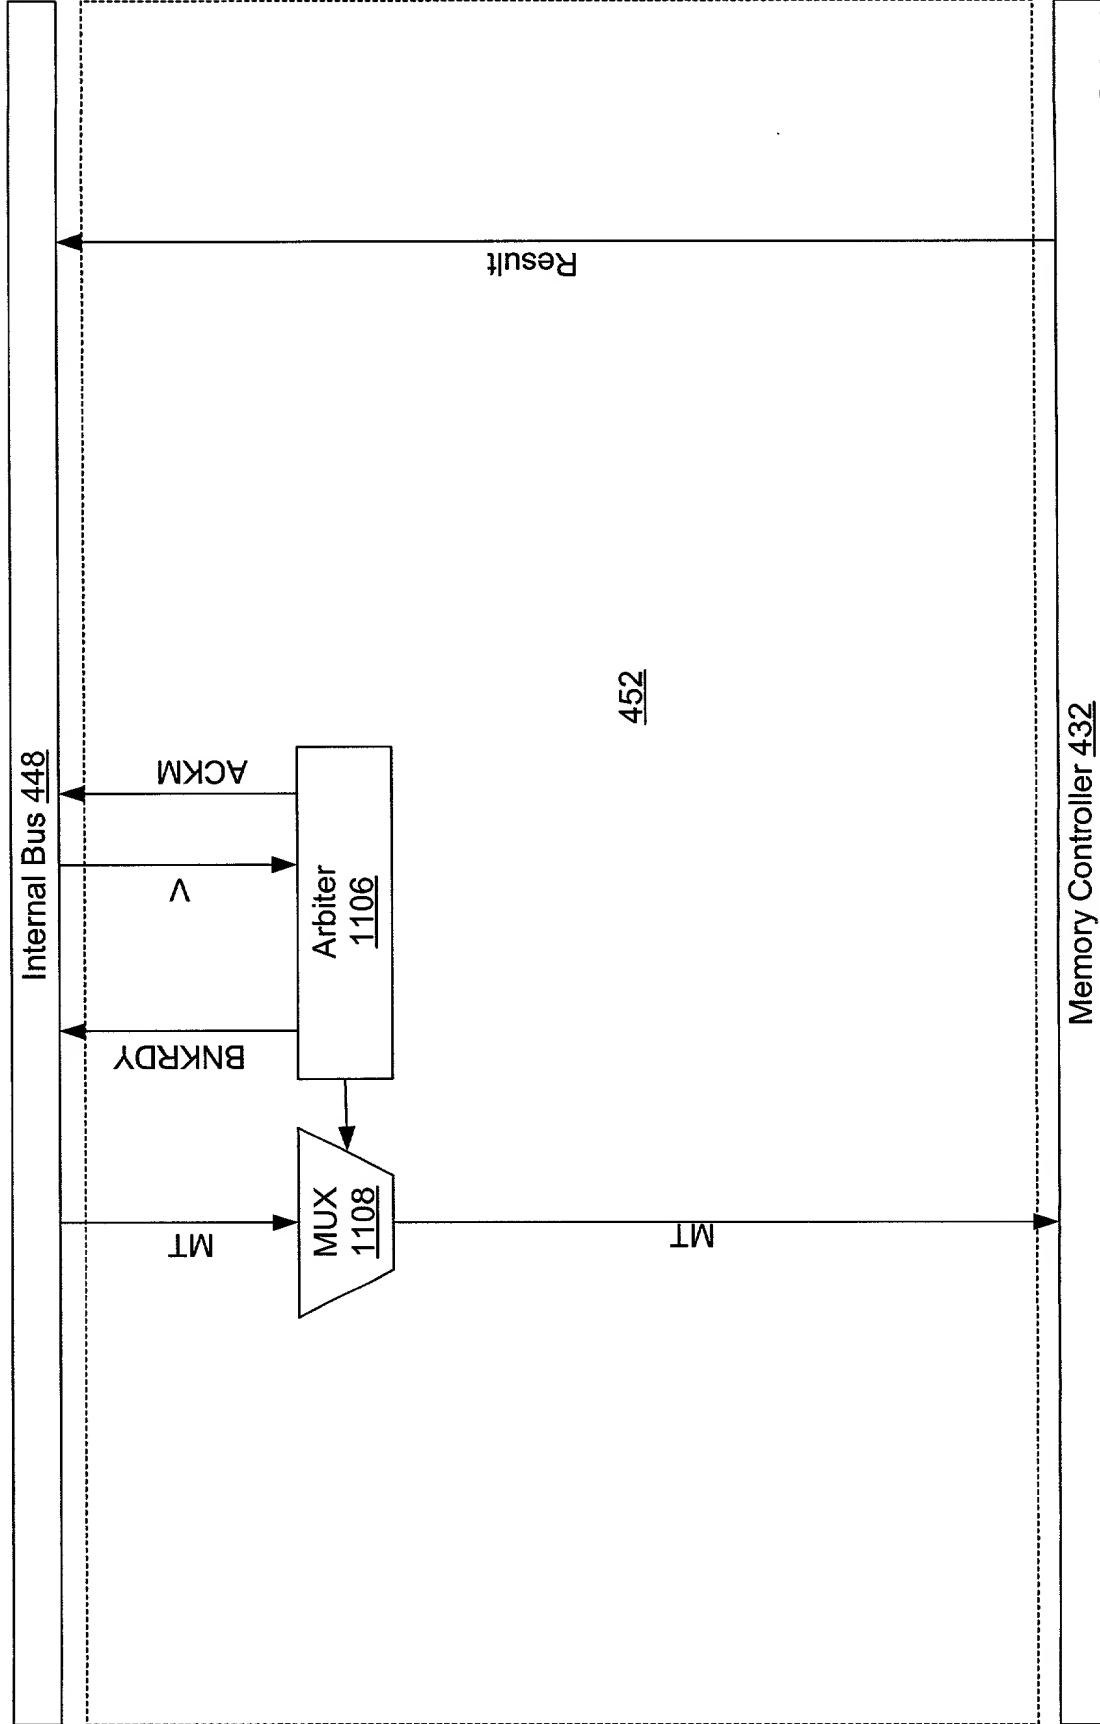 Internal Bus 448
MT
BNKRDY
V
ACKM
MUX
1108
Arbiter
1106
452
MT
Result
Memory Controller 432